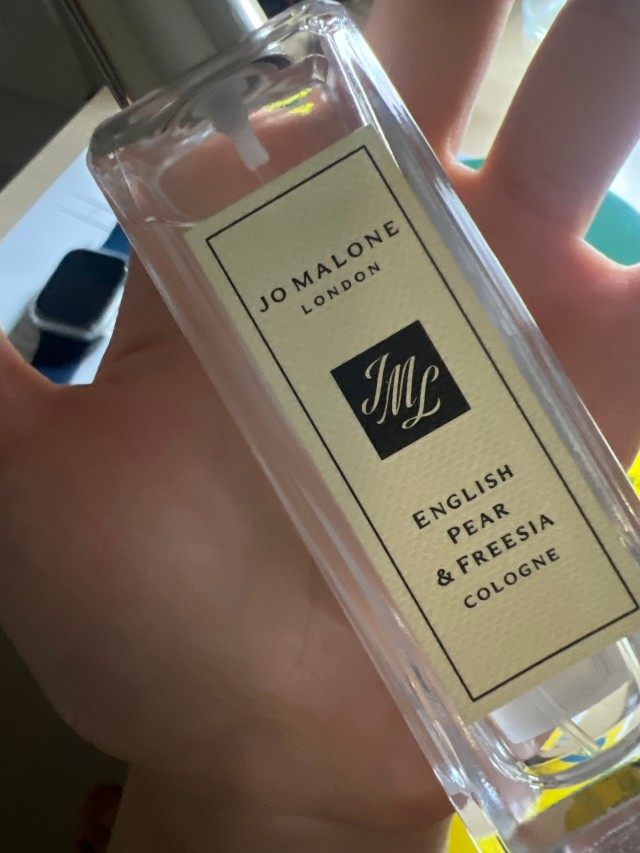 JO MALONE
LONDON
JML
ENGLISH
PEAR
& FREESIA
COLOGNE